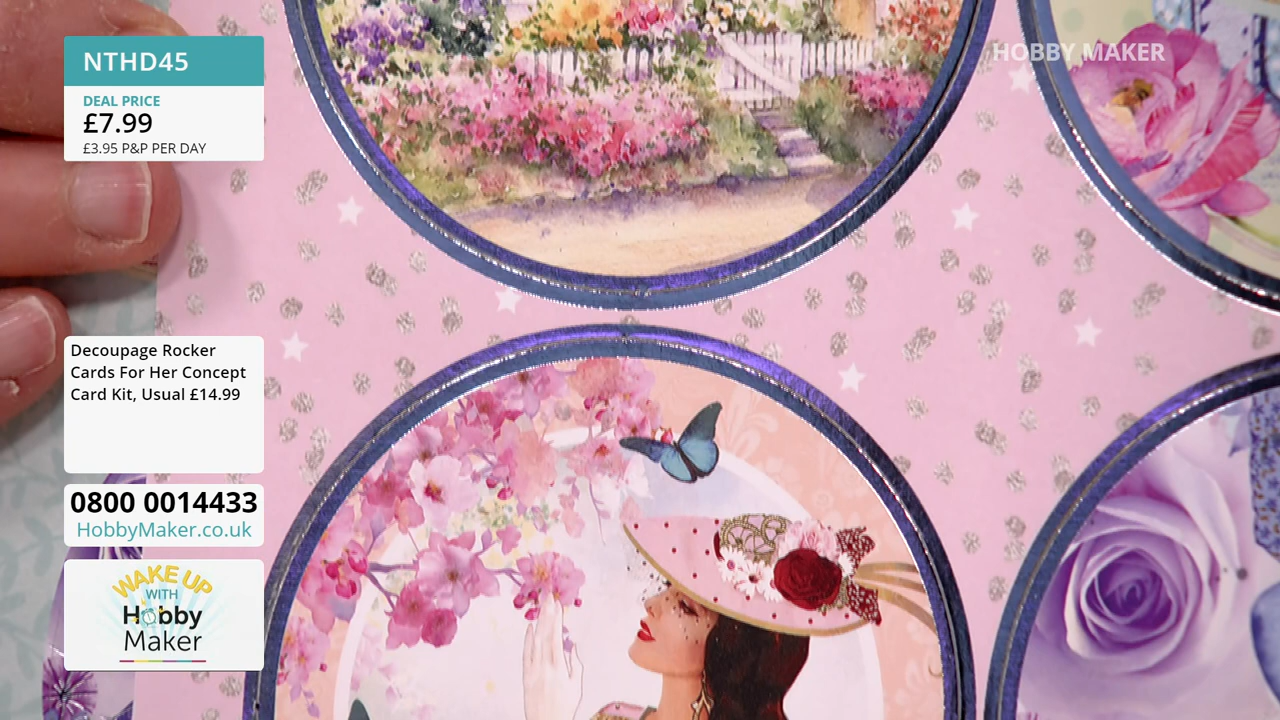 NTHD45
DEAL PRICE
£7.99
£3.95 P&P PER DAY
HOBBY MAKER
Decoupage Rocker
Cards For Her Concept
Card Kit, Usual £14.99
0800 0014433
HobbyMaker.co.uk
WAKE UP
WITH
Hobby
Maker